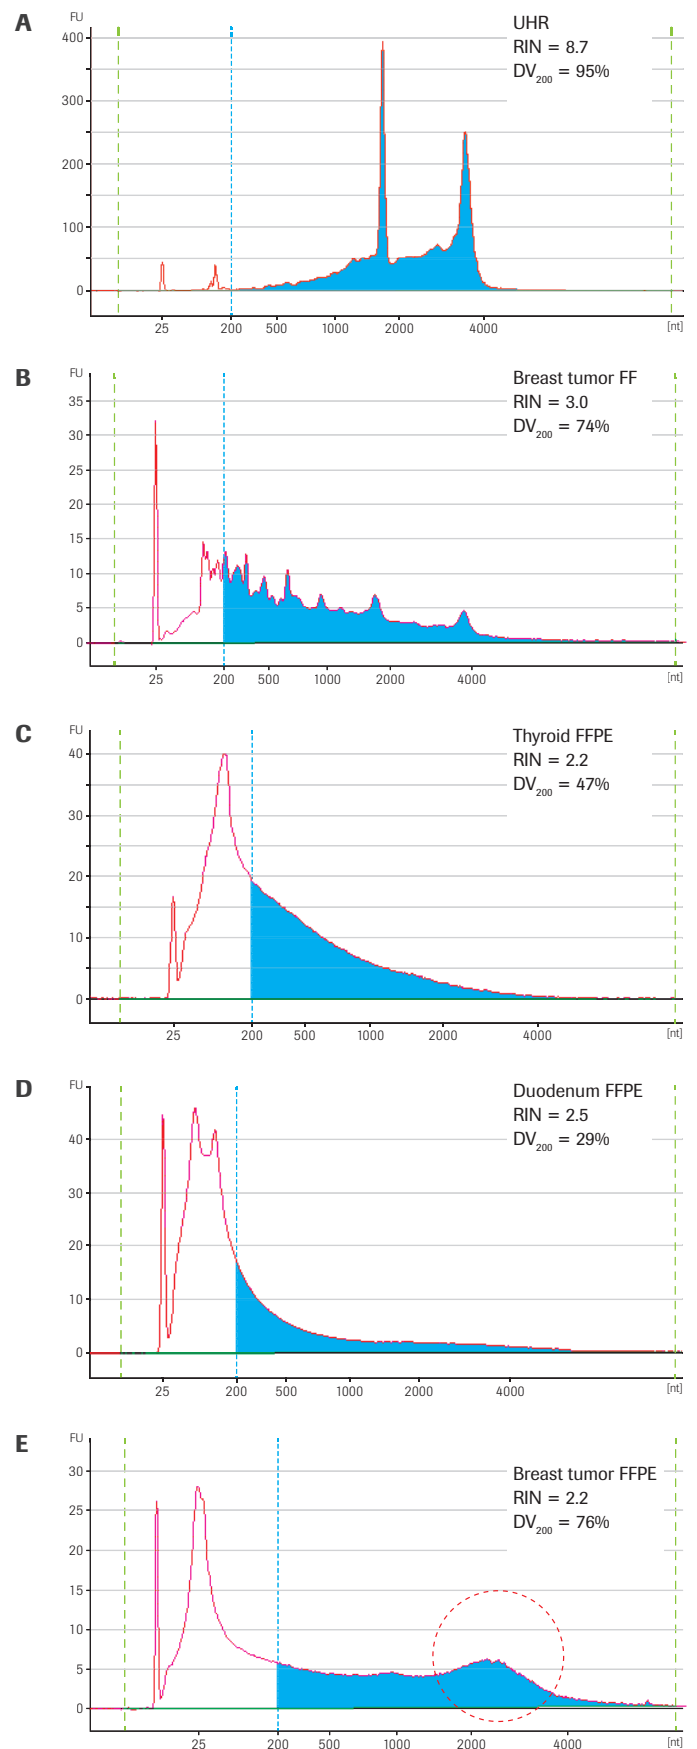 A
FU
UHR
RIN = 8.7
DV200 = 95%
400
300
200
100
0
25 200 500 1000 2000 4000 [nt]
B
FU
Breast tumor FF
RIN = 3.0
DV200 = 74%
35
30
25
20
15
10
5
0
25 200 500 1000 2000 4000 [nt]
C
FU
Thyroid FFPE
RIN = 2.2
DV200 = 47%
40
30
20
10
0
25 200 500 1000 2000 4000 [nt]
D
FU
Duodenum FFPE
RIN = 2.5
DV200 = 29%
40
30
20
10
0
25 200 500 1000 2000 4000 [nt]
E
FU
Breast tumor FFPE
RIN = 2.2
DV200 = 76%
30
25
20
15
10
5
0
25 200 500 1000 2000 4000 [nt]